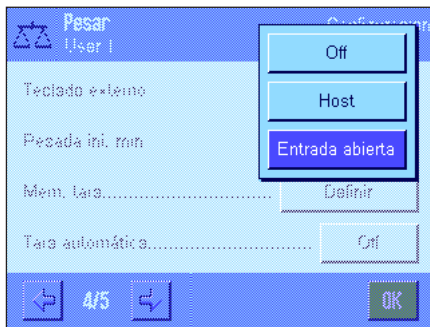 Pesar
User 1
Configuración
Off
Host
Entrada abierta
Teclado externo
Pesada ini. min
Mem. tara
Definir
Tara automática
Off
4/5
OK